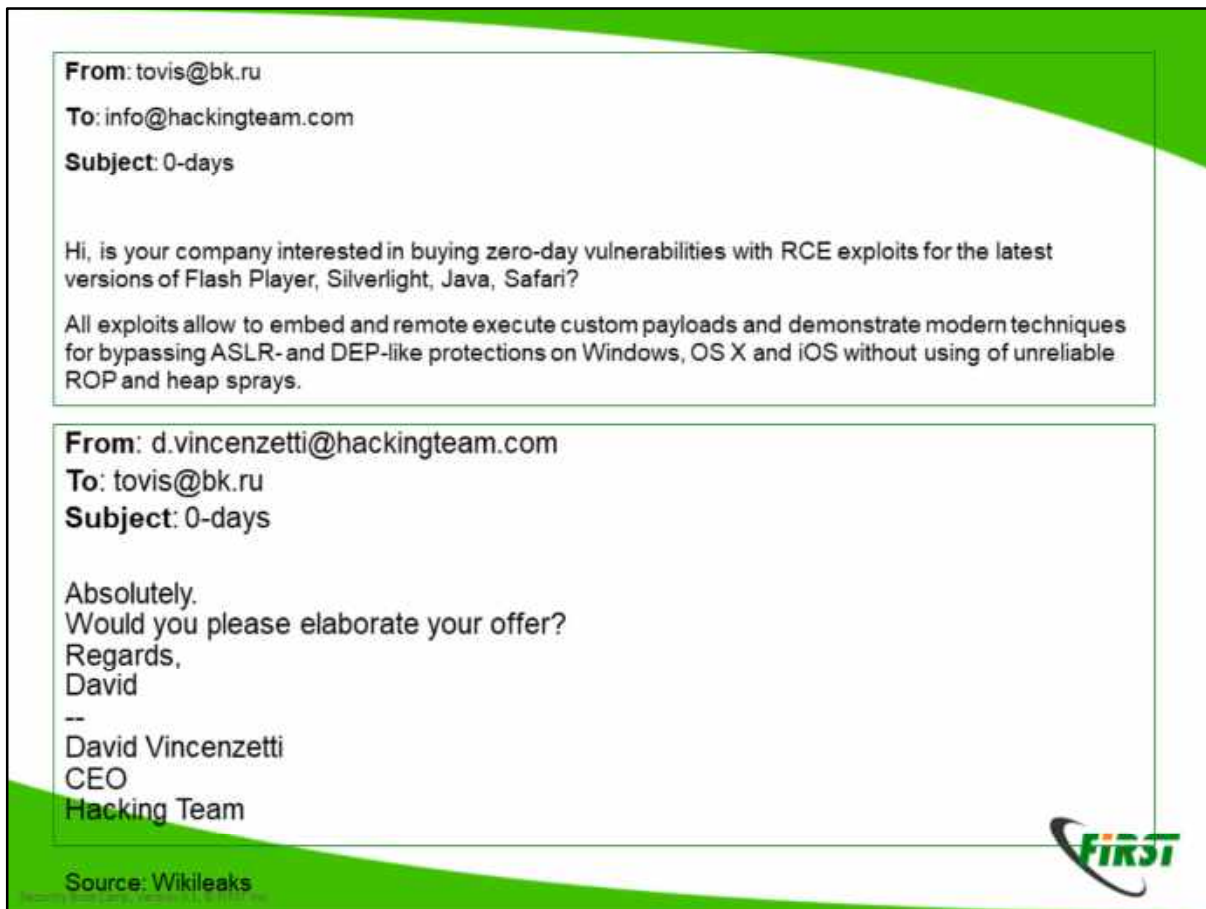 From: tovis@bk.ru
To: info@hackingteam.com
Subject: 0-days
Hi, is your company interested in buying zero-day vulnerabilities with RCE exploits for the latest
versions of Flash Player, Silverlight, Java, Safari?
All exploits allow to embed and remote execute custom payloads and demonstrate modern techniques
for bypassing ASLR- and DEP-like protections on Windows, OS X and iOS without using of unreliable
ROP and heap sprays.
From: d.vincenzetti@hackingteam.com
To: tovis@bk.ru
Subject: 0-days
Absolutely.
Would you please elaborate your offer?
Regards,
David
--
David Vincenzetti
CEO
Hacking Team
FiRST
Source: Wikileaks